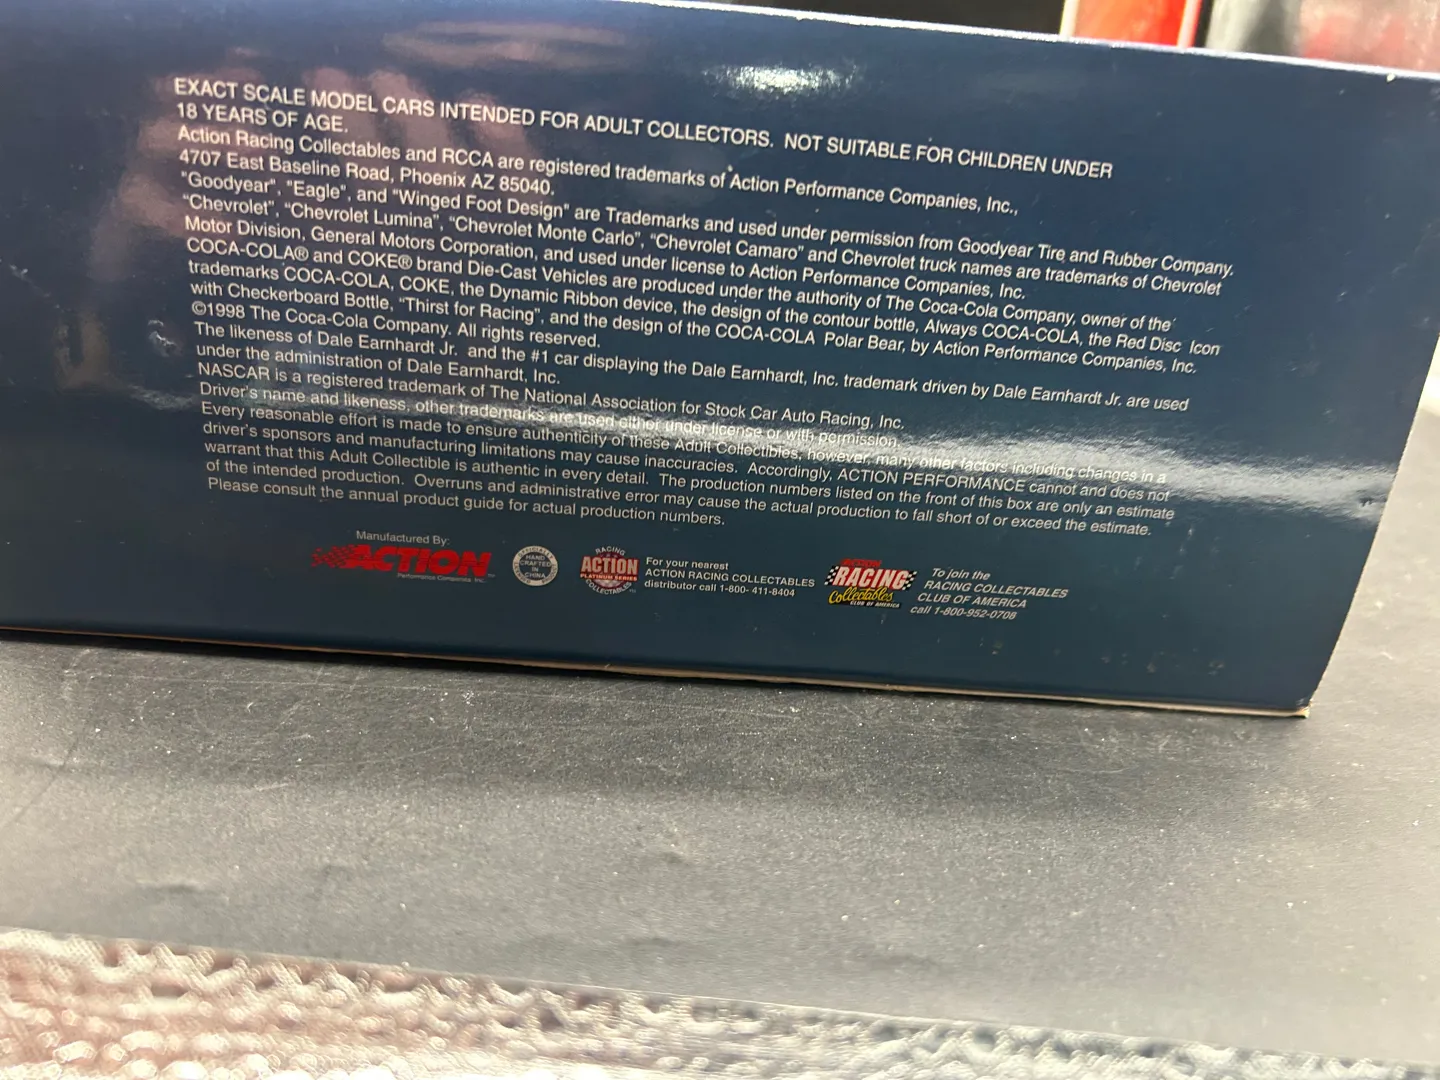 EXACT SCALE MODEL CARS INTENDED FOR ADULT COLLECTORS.  NOT SUITABLE FOR CHILDREN UNDER
18 YEARS OF AGE.
Action Racing Collectables and RCCA are registered trademarks of Action Performance Companies, Inc.,
4707 East Baseline Road, Phoenix AZ 85040.
"Goodyear", "Eagle", and "Winged Foot Design" are Trademarks and used under permission from Goodyear Tire and Rubber Company.
"Chevrolet", "Chevrolet Lumina", "Chevrolet Monte Carlo", "Chevrolet Camaro" and Chevrolet truck names are trademarks of Chevrolet
Motor Division, General Motors Corporation, and used under license to Action Performance Companies, Inc.
COCA-COLA® and COKE® brand Die-Cast Vehicles are produced under the authority of The Coca-Cola Company, owner of the
trademarks COCA-COLA, COKE, the Dynamic Ribbon device, the design of the contour bottle, Always COCA-COLA, the Red Disc Icon
with Checkerboard Bottle, "Thirst for Racing", and the design of the COCA-COLA Polar Bear, by Action Performance Companies, Inc.
©1998 The Coca-Cola Company. All rights reserved.
The likeness of Dale Earnhardt Jr. and the #1 car displaying the Dale Earnhardt, Inc. trademark driven by Dale Earnhardt Jr. are used
under the administration of Dale Earnhardt, Inc.
NASCAR is a registered trademark of The National Association for Stock Car Auto Racing, Inc.
Driver's name and likeness, other trademarks are used either under license or with permission.
Every reasonable effort is made to ensure authenticity of these Adult Collectibles, however, many other factors including changes in a
driver's sponsors and manufacturing limitations may cause inaccuracies.  Accordingly, ACTION PERFORMANCE cannot and does not
warrant that this Adult Collectible is authentic in every detail.  The production numbers listed on the front of this box are only an estimate
of the intended production.  Overruns and administrative error may cause the actual production to fall short of or exceed the estimate.
Please consult the annual product guide for actual production numbers.
Manufactured By:
ACTION
Performance Companies, Inc.
OFFICIALLY
HAND
CRAFTED
IN
CHINA
RACING
ACTION
PLATINUM SERIES
COLLECTABLES
For your nearest
ACTION RACING COLLECTABLES
distributor call 1-800- 411-8404
ACTION
RACING
Collectables
CLUB OF AMERICA
To join the
RACING COLLECTABLES
CLUB OF AMERICA
call 1-800-952-0708